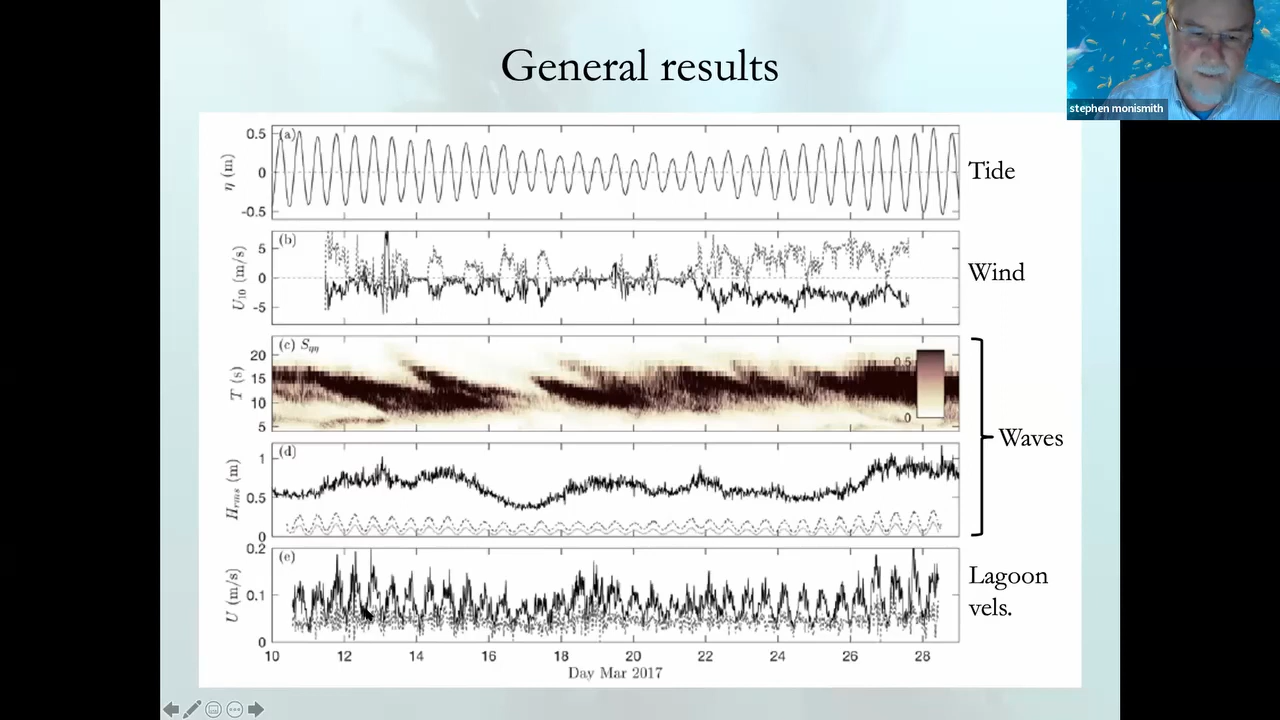 General results
stephen monismith
(a)
0.5
0
-0.5
η (m)
Tide
(b)
5
0
-5
U10 (m/s)
Wind
(c) Sηη
20
15
10
5
T (s)
0.5
0
Waves
(d)
1
0.5
0
Hrms (m)
(e)
0.2
0.1
0
U (m/s)
Lagoon
vels.
10 12 14 16 18 20 22 24 26 28
Day Mar 2017